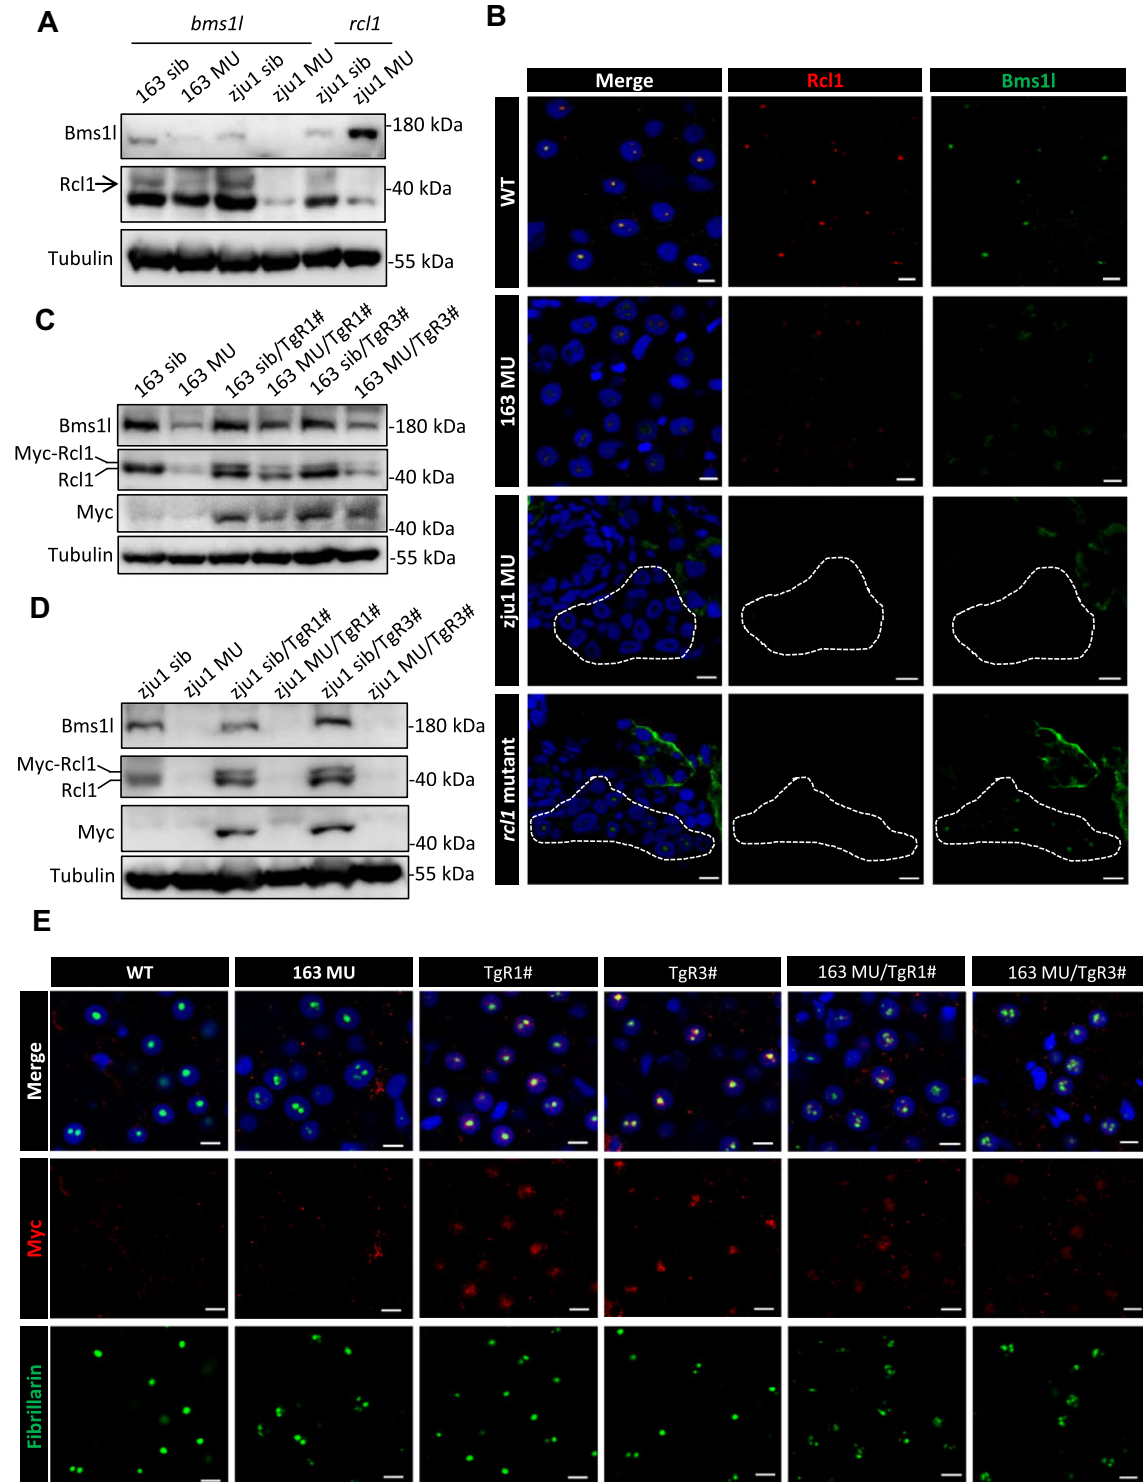 A
bms1l
rcl1
163 sib
163 MU
zju1 sib
zju1 MU
zju1 sib
zju1 MU
Bms1l
-180 kDa
Rcl1
-40 kDa
Tubulin
-55 kDa
B
Merge
Rcl1
Bms1l
WT
163 MU
zju1 MU
rcl1 mutant
C
163 sib
163 MU
163 sib/TgR1#
163 MU/TgR1#
163 sib/TgR3#
163 MU/TgR3#
Bms1l
-180 kDa
Myc-Rcl1
Rcl1
-40 kDa
Myc
-40 kDa
Tubulin
-55 kDa
D
zju1 sib
zju1 MU
zju1 sib/TgR1#
zju1 MU/TgR1#
zju1 sib/TgR3#
zju1 MU/TgR3#
Bms1l
-180 kDa
Myc-Rcl1
Rcl1
-40 kDa
Myc
-40 kDa
Tubulin
-55 kDa
E
WT
163 MU
TgR1#
TgR3#
163 MU/TgR1#
163 MU/TgR3#
Merge
Myc
Fibrillarin